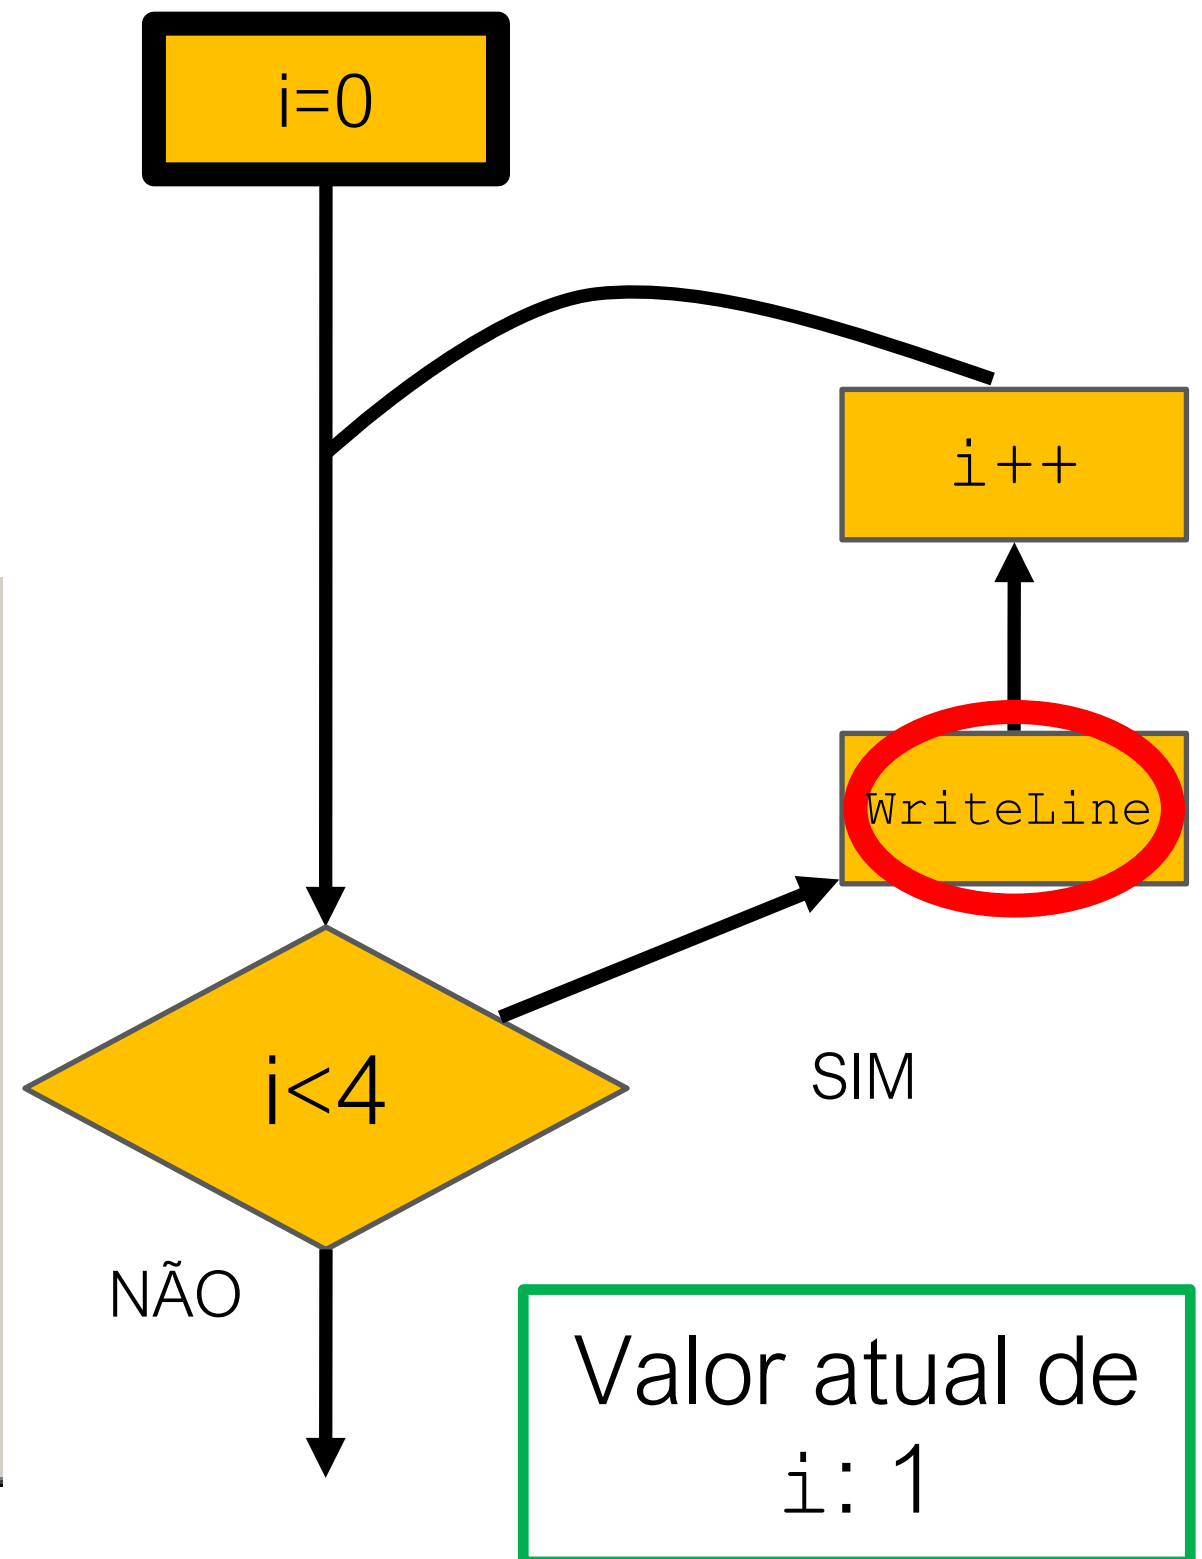 i=0
i++
WriteLine
i<4
SIM
NÃO
Valor atual de
i: 1